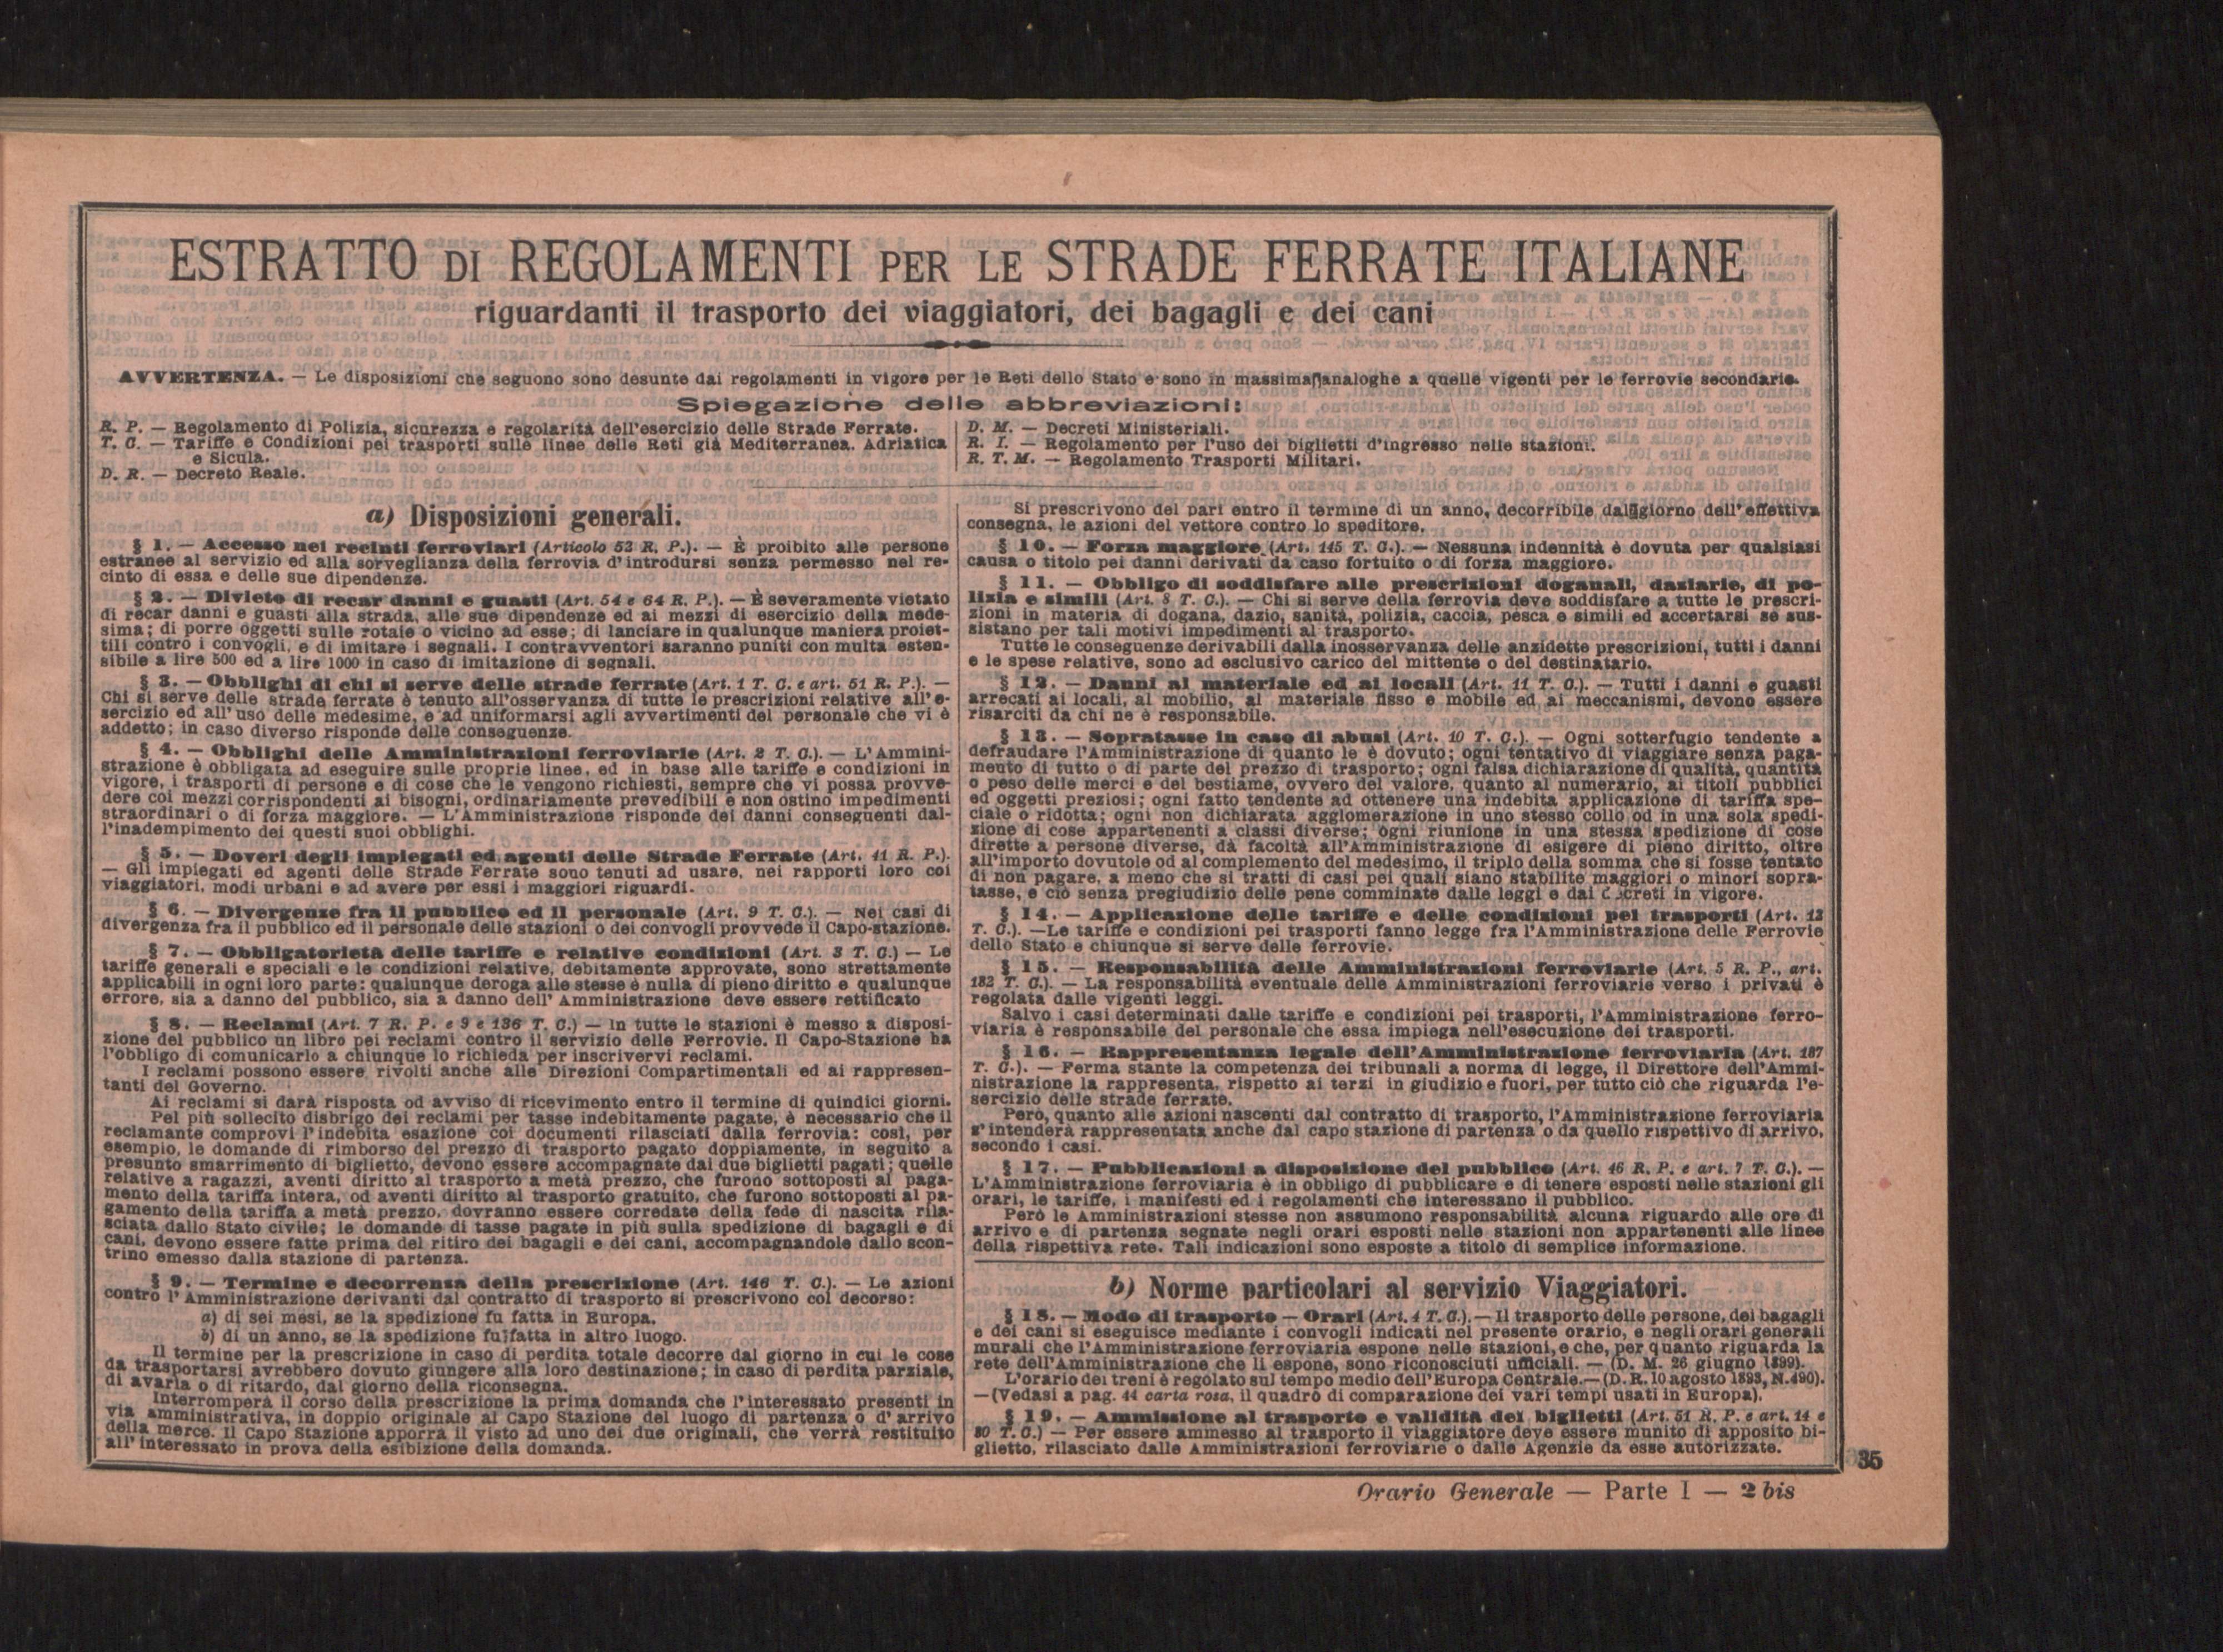 ESTRATTO DI REGOLAMENTI PER LE STRADE FERRATE ITALIANE
riguardanti il trasporto dei viaggiatori, dei bagagli e dei cani
AVVERTENZA. — Le disposizioni che seguono sono desunte dai regolamenti in vigore per le Reti dello Stato e sono in massima analoghe a quelle vigenti per le ferrovie secondarie.
Spiegazione delle abbreviazioni:
R. P. — Regolamento di Polizia, sicurezza e regolarità dell'esercizio delle Strade Ferrate.
T. C. — Tariffe e Condizioni pei trasporti sulle linee delle Reti già Mediterranea. Adriatica
e Sicula.
D. R. — Decreto Reale.
D. M. — Decreti Ministeriali.
R. I. — Regolamento per l'uso dei biglietti d'ingresso nelle stazioni.
R. T. M. — Regolamento Trasporti Militari.
a) Disposizioni generali.
§ 1. — Accesso nei recinti ferroviari (Articolo 53 R. P.). — È proibito alle persone
estranee al servizio ed alla sorveglianza della ferrovia d'introdursi senza permesso nel re-
cinto di essa e delle sue dipendenze.
§ 2. — Divieto di recar danni e guasti (Art. 54 e 64 R. P.). — È severamente vietato
di recar danni e guasti alla strada, alle sue dipendenze ed ai mezzi di esercizio della mede-
sima; di porre oggetti sulle rotaie o vicino ad esse; di lanciare in qualunque maniera proiet-
tili contro i convogli, e di imitare i segnali. I contravventori saranno puniti con multa esten-
sibile a lire 500 ed a lire 1000 in caso di imitazione di segnali.
§ 3. — Obblighi di chi si serve delle strade ferrate (Art. 1 T. C. e art. 51 R. P.). —
Chi si serve delle strade ferrate è tenuto all'osservanza di tutte le prescrizioni relative all'e-
sercizio ed all'uso delle medesime, e ad uniformarsi agli avvertimenti del personale che vi è
addetto; in caso diverso risponde delle conseguenze.
§ 4. — Obblighi delle Amministrazioni ferroviarie (Art. 2 T. C.). — L'Ammini-
strazione è obbligata ad eseguire sulle proprie linee, ed in base alle tariffe e condizioni in
vigore, i trasporti di persone e di cose che le vengono richiesti, sempre che vi possa provve-
dere coi mezzi corrispondenti ai bisogni, ordinariamente prevedibili e non ostino impedimenti
straordinari o di forza maggiore. — L'Amministrazione risponde dei danni conseguenti dal-
l'inadempimento dei questi suoi obblighi.
§ 5. — Doveri degli impiegati ed agenti delle Strade Ferrate (Art. 11 R. P.).
— Gli impiegati ed agenti delle Strade Ferrate sono tenuti ad usare, nei rapporti loro coi
viaggiatori, modi urbani e ad avere per essi i maggiori riguardi.
§ 6. — Divergenze fra il pubblico ed il personale (Art. 9 T. C.). — Nei casi di
divergenza fra il pubblico ed il personale delle stazioni o dei convogli provvede il Capo-stazione.
§ 7. — Obbligatorietà delle tariffe e relative condizioni (Art. 3 T. C.) — Le
tariffe generali e speciali e le condizioni relative, debitamente approvate, sono strettamente
applicabili in ogni loro parte: qualunque deroga alle stesse è nulla di pieno diritto e qualunque
errore, sia a danno del pubblico, sia a danno dell' Amministrazione deve essere rettificato
§ 8. — Reclami (Art. 7 R. P. e 9 e 136 T. C.) — In tutte le stazioni è messo a disposi-
zione del pubblico un libro pei reclami contro il servizio delle Ferrovie. Il Capo-Stazione ha
l'obbligo di comunicarlo a chiunque lo richieda per inscrivervi reclami.
I reclami possono essere rivolti anche alle Direzioni Compartimentali ed ai rappresen-
tanti del Governo.
Ai reclami si darà risposta od avviso di ricevimento entro il termine di quindici giorni.
Pel più sollecito disbrigo dei reclami per tasse indebitamente pagate, è necessario che il
reclamante comprovi l'indebita esazione coi documenti rilasciati dalla ferrovia: così, per
esempio, le domande di rimborso del prezzo di trasporto pagato doppiamente, in seguito a
presunto smarrimento di biglietto, devono essere accompagnate dai due biglietti pagati; quelle
relative a ragazzi, aventi diritto al trasporto a metà prezzo, che furono sottoposti al paga-
mento della tariffa intera, od aventi diritto al trasporto gratuito, che furono sottoposti al pa-
gamento della tariffa a metà prezzo, dovranno essere corredate della fede di nascita rila-
sciata dallo Stato civile; le domande di tasse pagate in più sulla spedizione di bagagli e di
cani, devono essere fatte prima del ritiro dei bagagli e dei cani, accompagnandole dallo scon-
trino emesso dalla stazione di partenza.
§ 9. — Termine e decorrenza della prescrizione (Art. 146 T. C.). — Le azioni
contro l'Amministrazione derivanti dal contratto di trasporto si prescrivono col decorso:
a) di sei mesi, se la spedizione fu fatta in Europa.
b) di un anno, se la spedizione fu fatta in altro luogo.
Il termine per la prescrizione in caso di perdita totale decorre dal giorno in cui le cose
da trasportarsi avrebbero dovuto giungere alla loro destinazione; in caso di perdita parziale,
di avaria o di ritardo, dal giorno della riconsegna.
Interromperà il corso della prescrizione la prima domanda che l'interessato presenti in
via amministrativa, in doppio originale al Capo Stazione del luogo di partenza o d'arrivo
della merce. Il Capo Stazione apporrà il visto ad uno dei due originali, che verrà restituito
all'interessato in prova della esibizione della domanda.
Si prescrivono del pari entro il termine di un anno, decorribile dal giorno dell'effettiva
consegna, le azioni del vettore contro lo speditore.
§ 10. — Forza maggiore (Art. 145 T. C.). — Nessuna indennità è dovuta per qualsiasi
causa o titolo pei danni derivati da caso fortuito o di forza maggiore.
§ 11. — Obbligo di soddisfare alle prescrizioni doganali, daziarie, di po-
lizia e simili (Art. 8 T. C.). — Chi si serve della ferrovia deve soddisfare a tutte le prescri-
zioni in materia di dogana, dazio, sanità, polizia, caccia, pesca e simili ed accertarsi se sus-
sistano per tali motivi impedimenti al trasporto.
Tutte le conseguenze derivabili dalla inosservanza delle anzidette prescrizioni, tutti i danni
e le spese relative, sono ad esclusivo carico del mittente o del destinatario.
§ 12. — Danni al materiale ed ai locali (Art. 11 T. C.). — Tutti i danni e guasti
arrecati ai locali, al mobilio, al materiale fisso e mobile ed ai meccanismi, devono essere
risarciti da chi ne è responsabile.
§ 13. — Sopratasse in caso di abusi (Art. 10 T. C.). — Ogni sotterfugio tendente a
defraudare l'Amministrazione di quanto le è dovuto; ogni tentativo di viaggiare senza paga-
mento di tutto o di parte del prezzo di trasporto; ogni falsa dichiarazione di qualità, quantità
o peso delle merci e del bestiame, ovvero del valore, quanto al numerario, ai titoli pubblici
ed oggetti preziosi; ogni fatto tendente ad ottenere una indebita applicazione di tariffa spe-
ciale o ridotta; ogni non dichiarata agglomerazione in uno stesso collo od in una sola spedi-
zione di cose appartenenti a classi diverse; ogni riunione in una stessa spedizione di cose
dirette a persone diverse, dà facoltà all'Amministrazione di esigere di pieno diritto, oltre
all'importo dovutole od al complemento del medesimo, il triplo della somma che si fosse tentato
di non pagare, a meno che si tratti di casi pei quali siano stabilite maggiori o minori sopra-
tasse, e ciò senza pregiudizio delle pene comminate dalle leggi e dai decreti in vigore.
§ 14. — Applicazione delle tariffe e delle condizioni pei trasporti (Art. 12
T. C.). — Le tariffe e condizioni pei trasporti fanno legge fra l'Amministrazione delle Ferrovie
dello Stato e chiunque si serve delle ferrovie.
§ 15. — Responsabilità delle Amministrazioni ferroviarie (Art. 5 R. P., art.
182 T. C.). — La responsabilità eventuale delle Amministrazioni ferroviarie verso i privati è
regolata dalle vigenti leggi.
Salvo i casi determinati dalle tariffe e condizioni pei trasporti, l'Amministrazione ferro-
viaria è responsabile del personale che essa impiega nell'esecuzione dei trasporti.
§ 16. — Rappresentanza legale dell'Amministrazione ferroviaria (Art. 187
T. C.). — Ferma stante la competenza dei tribunali a norma di legge, il Direttore dell'Ammi-
nistrazione la rappresenta, rispetto ai terzi in giudizio e fuori, per tutto ciò che riguarda l'e-
sercizio delle strade ferrate.
Però, quanto alle azioni nascenti dal contratto di trasporto, l'Amministrazione ferroviaria
s'intenderà rappresentata anche dal capo stazione di partenza o da quello rispettivo di arrivo,
secondo i casi.
§ 17. — Pubblicazioni a disposizione del pubblico (Art. 46 R. P. e art. 7 T. C.). —
L'Amministrazione ferroviaria è in obbligo di pubblicare e di tenere esposti nelle stazioni gli
orari, le tariffe, i manifesti ed i regolamenti che interessano il pubblico.
Però le Amministrazioni stesse non assumono responsabilità alcuna riguardo alle ore di
arrivo e di partenza segnate negli orari esposti nelle stazioni non appartenenti alle linee
della rispettiva rete. Tali indicazioni sono esposte a titolo di semplice informazione.
b) Norme particolari al servizio Viaggiatori.
§ 18. — Modo di trasporto — Orari (Art. 4 T. C.). — Il trasporto delle persone, dei bagagli
e dei cani si eseguisce mediante i convogli indicati nel presente orario, e negli orari generali
murali che l'Amministrazione ferroviaria espone nelle stazioni, e che, per quanto riguarda la
rete dell'Amministrazione che li espone, sono riconosciuti ufficiali. — (D. M. 26 giugno 1899).
L'orario dei treni è regolato sul tempo medio dell'Europa Centrale. — (D. R. 10 agosto 1893, N. 490).
— (Vedasi a pag. 44 carta rosa, il quadro di comparazione dei vari tempi usati in Europa).
§ 19. — Ammissione al trasporto e validità dei biglietti (Art. 51 R. P. e art. 14 e
80 T. C.) — Per essere ammesso al trasporto il viaggiatore deve essere munito di apposito bi-
glietto, rilasciato dalle Amministrazioni ferroviarie o dalle Agenzie da esse autorizzate.
35
Orario Generale — Parte I — 2 bis